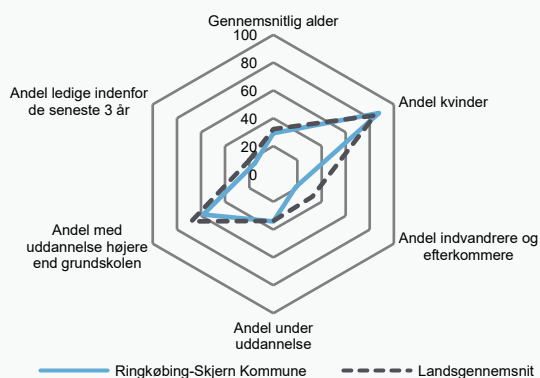 Gennemsnitlig alder
100
80
60
40
20
0
Andel kvinder
Andel indvandrere og
efterkommere
Andel under
uddannelse
Andel med
uddannelse højere
end grundskolen
Andel ledige indenfor
de seneste 3 år
Ringkøbing-Skjern Kommune
Landsgennemsnit